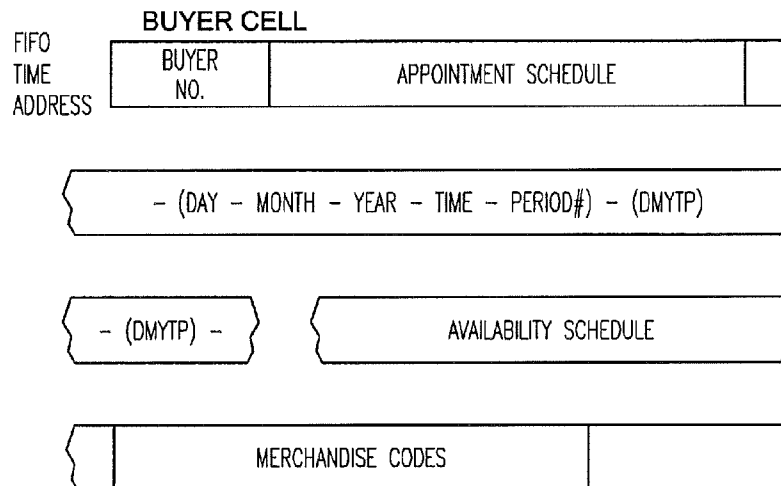 BUYER CELL
FIFO
TIME
ADDRESS
BUYER
NO.
APPOINTMENT SCHEDULE
- (DAY - MONTH - YEAR - TIME - PERIOD#) - (DMYTP)
- (DMYTP) -
AVAILABILITY SCHEDULE
MERCHANDISE CODES